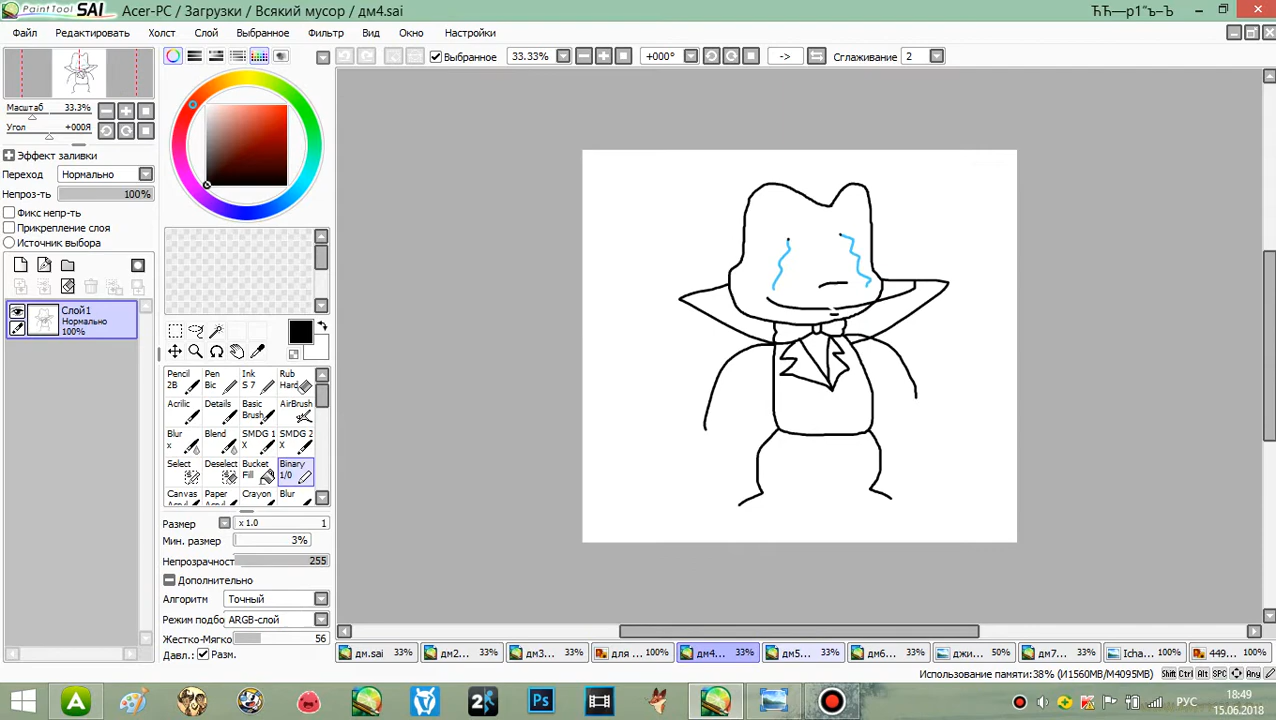 PaintTool SAI Acer-PC / Загрузки / Всякий мусор / дм4.sai
Файл Редактировать Холст Слой Выбранное Фильтр Вид Окно Настройки
Выбранное 33.33% +000° -> Сглаживание 2
Масштаб 33.3%
Угол +000Я
Эффект заливки
Переход Нормально
Непроз-ть 100%
Фикс непр-ть
Прикрепление слоя
Источник выбора
Слой1
Нормально
100%
Pencil 2B
Pen Bic
Ink S 7
Rub Hard
Acrilic
Details
Basic Brush
AirBrush
Blur x
Blend
SMDG 1 X
SMDG 2 X
Select
Deselect
Bucket Fill
Binary 1/0
Canvas
Paper
Crayon
Blur
Размер x 1.0 1
Мин. размер 3%
Непрозрачност 255
Дополнительно
Алгоритм Точный
Режим подбо ARGB-слой
Жестко-Мягко 56
Давл.: Разм.
дм.sai 33%
дм2... 33%
дм3... 33%
для ... 100%
дм4... 33%
дм5... 33%
дм6... 33%
джи... 50%
дм7... 33%
Icha... 100%
449... 100%
Использование памяти: 38% (M1560MB/M4095MB) Shift Ctrl Alt SPC Any
Ps
РУС
18:49
15.06.2018